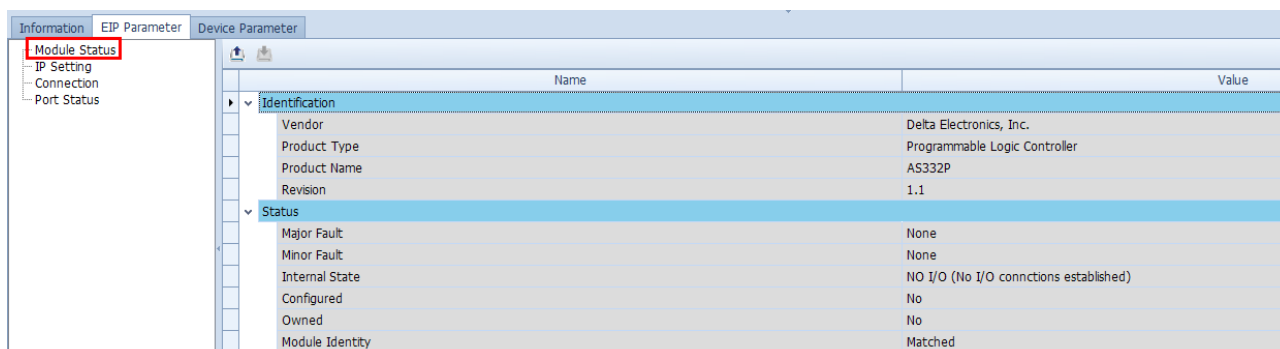 Information EIP Parameter Device Parameter
Module Status
IP Setting
Connection
Port Status
Name Value
Identification
Vendor Delta Electronics, Inc.
Product Type Programmable Logic Controller
Product Name AS332P
Revision 1.1
Status
Major Fault None
Minor Fault None
Internal State NO I/O (No I/O connctions established)
Configured No
Owned No
Module Identity Matched